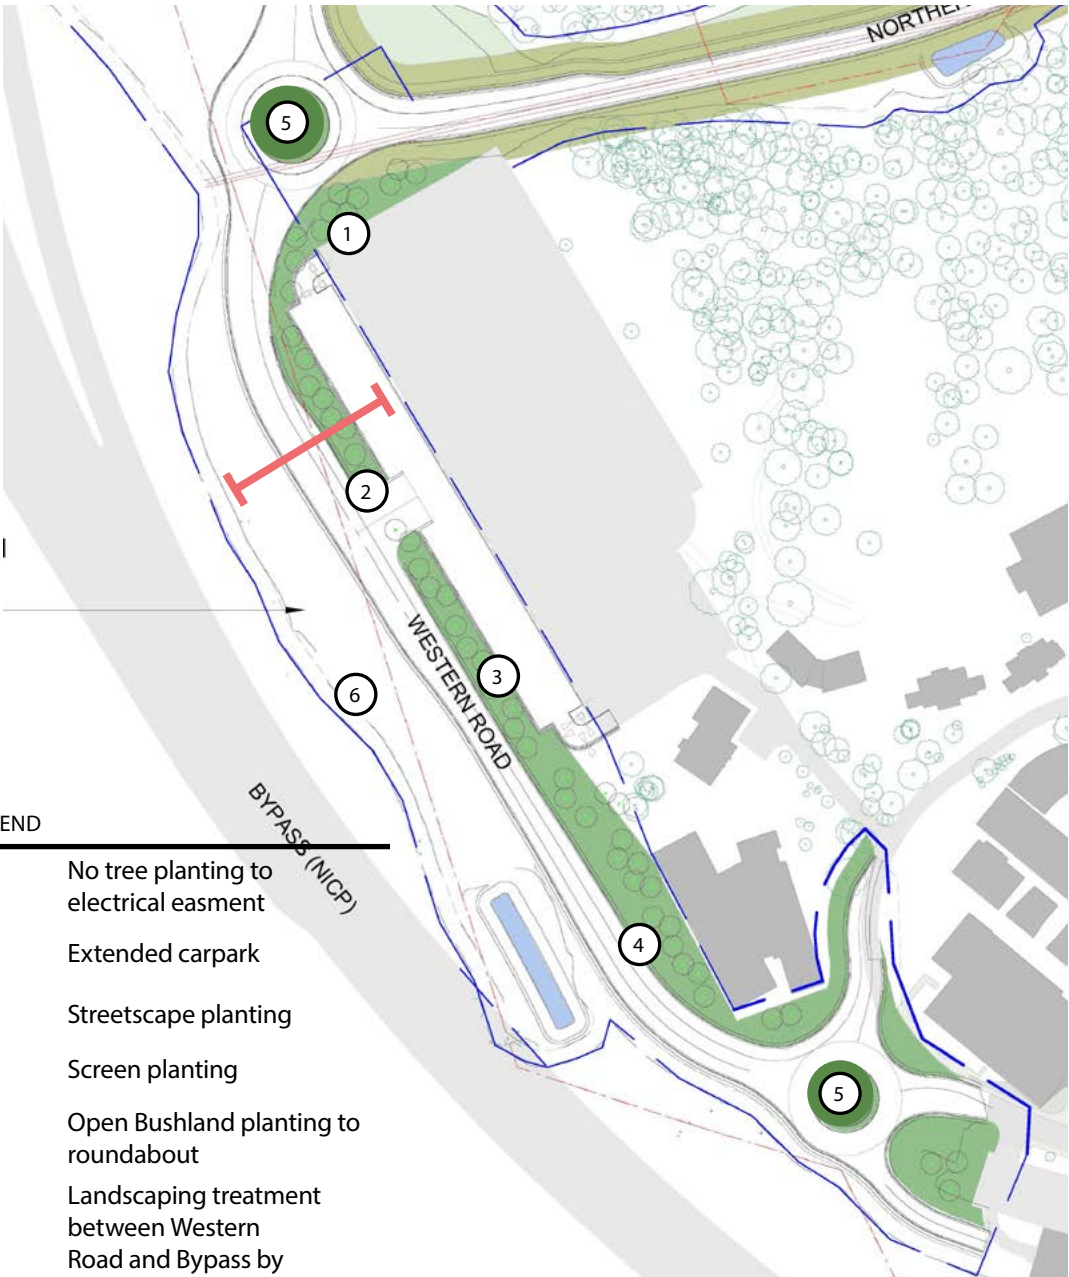 NORTHE
5
1
2
WESTERN ROAD
3
6
BYPASS (NICP)
4
5
END
No tree planting to
electrical easment
Extended carpark
Streetscape planting
Screen planting
Open Bushland planting to
roundabout
Landscaping treatment
between Western
Road and Bypass by